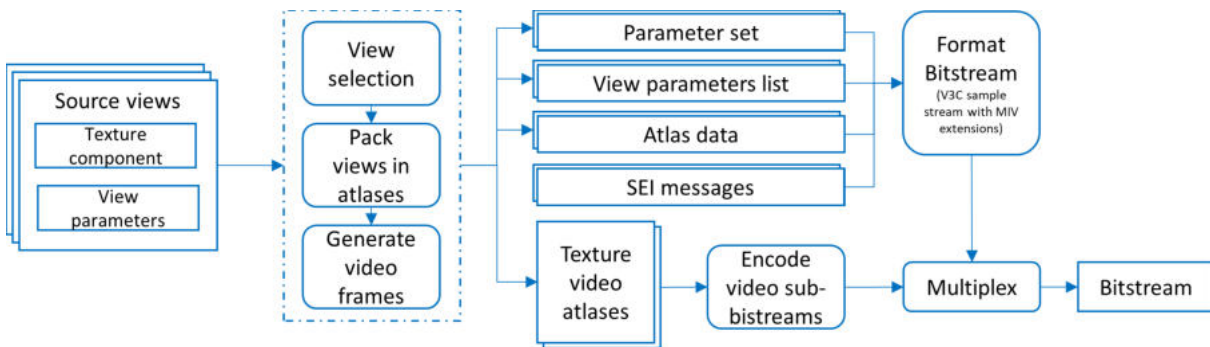 Source views
Texture
component
View
parameters
View
selection
Pack
views in
atlases
Generate
video
frames
Parameter set
View parameters list
Atlas data
SEI messages
Texture
video
atlases
Encode
video sub-
bistreams
Format
Bitstream
(V3C sample
stream with MIV
extensions)
Multiplex
Bitstream